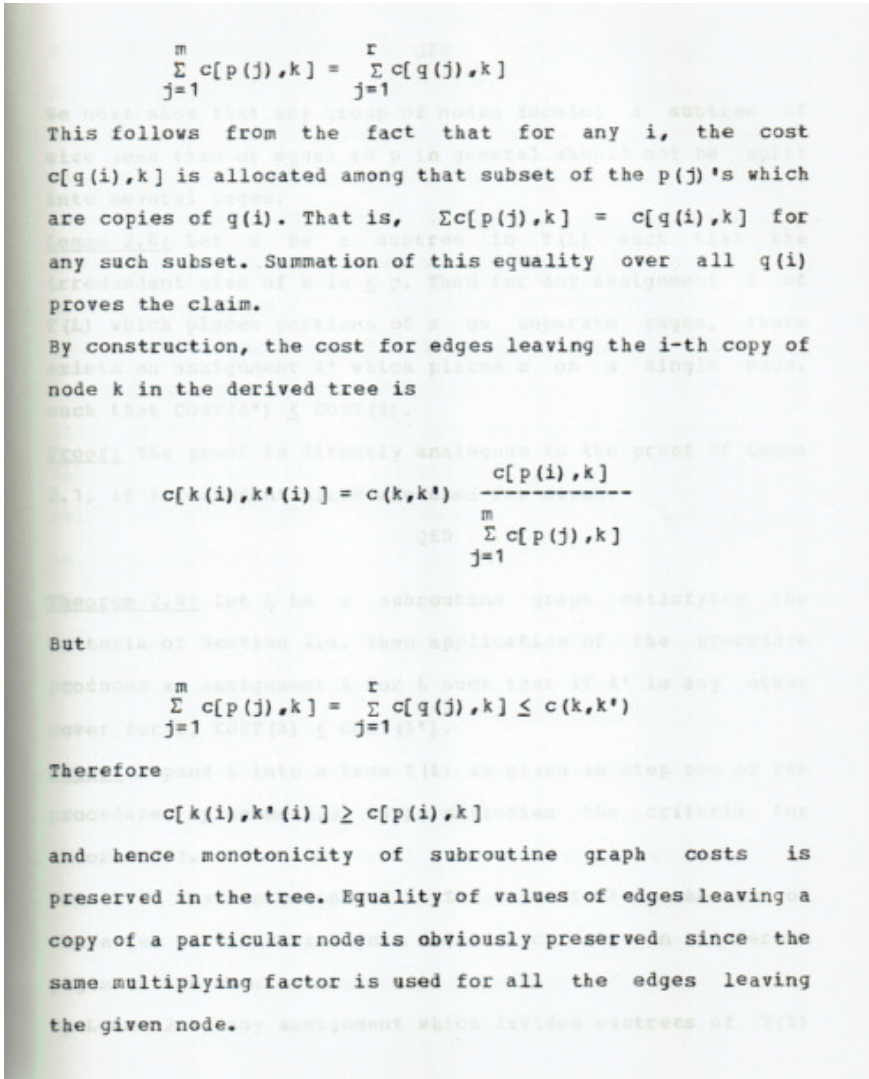 m r
Σ c[p(j),k] = Σ c[q(j),k]
j=1 j=1
This follows from the fact that for any i, the cost
c[q(i),k] is allocated among that subset of the p(j)'s which
are copies of q(i). That is, Σc[p(j),k] = c[q(i),k] for
any such subset. Summation of this equality over all q(i)
proves the claim.
By construction, the cost for edges leaving the i-th copy of
node k in the derived tree is
c[p(i),k]
c[k(i),k'(i)] = c(k,k') ------------
m
Σ c[p(j),k]
j=1
But
m r
Σ c[p(j),k] = Σ c[q(j),k] ≤ c(k,k')
j=1 j=1
Therefore
c[k(i),k'(i)] ≥ c[p(i),k]
and hence monotonicity of subroutine graph costs is
preserved in the tree. Equality of values of edges leaving a
copy of a particular node is obviously preserved since the
same multiplying factor is used for all the edges leaving
the given node.